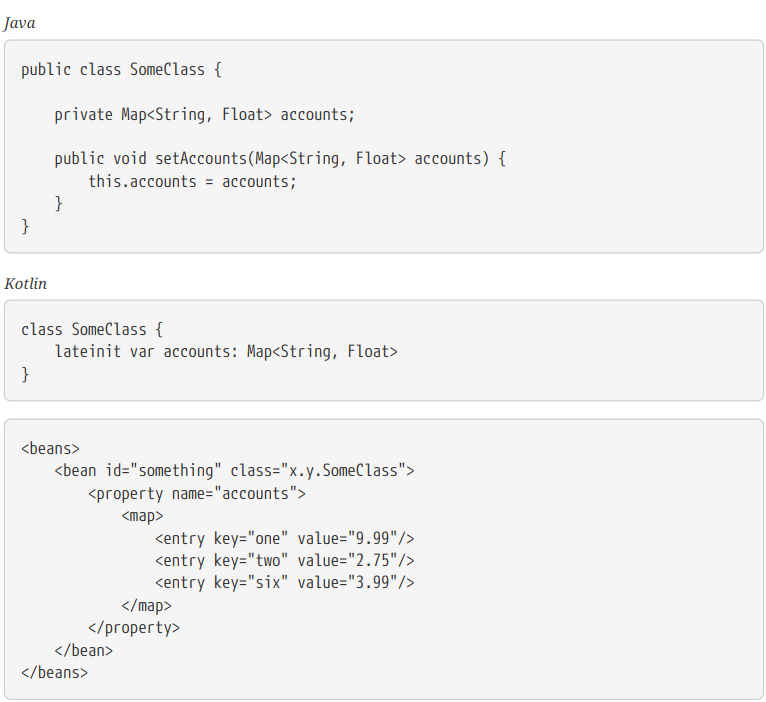 Java
public class SomeClass {
    private Map<String, Float> accounts;
    public void setAccounts(Map<String, Float> accounts) {
        this.accounts = accounts;
    }
}
Kotlin
class SomeClass {
    lateinit var accounts: Map<String, Float>
}
<beans>
    <bean id="something" class="x.y.SomeClass">
        <property name="accounts">
            <map>
                <entry key="one" value="9.99"/>
                <entry key="two" value="2.75"/>
                <entry key="six" value="3.99"/>
            </map>
        </property>
    </bean>
</beans>